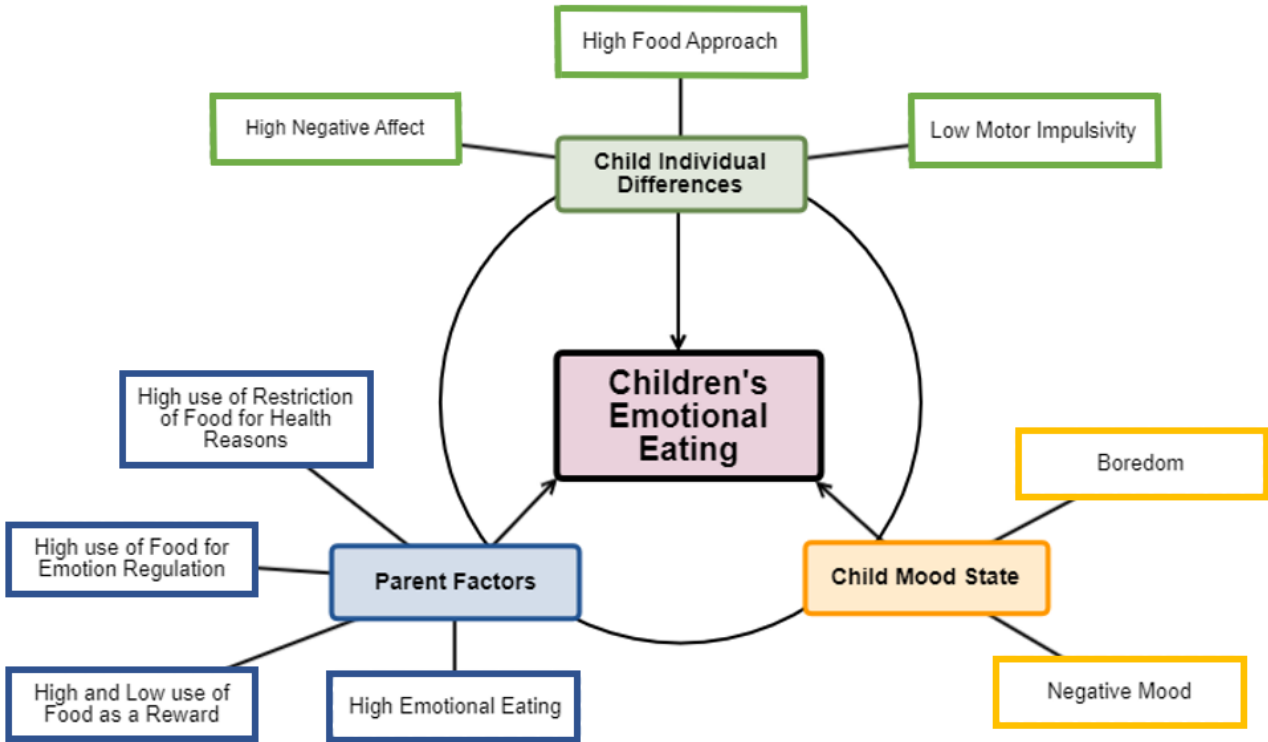 High Food Approach
High Negative Affect
Low Motor Impulsivity
Child Individual
Differences
Children's
Emotional
Eating
High use of Restriction
of Food for Health
Reasons
Boredom
High use of Food for
Emotion Regulation
Parent Factors
Child Mood State
High and Low use of
Food as a Reward
High Emotional Eating
Negative Mood